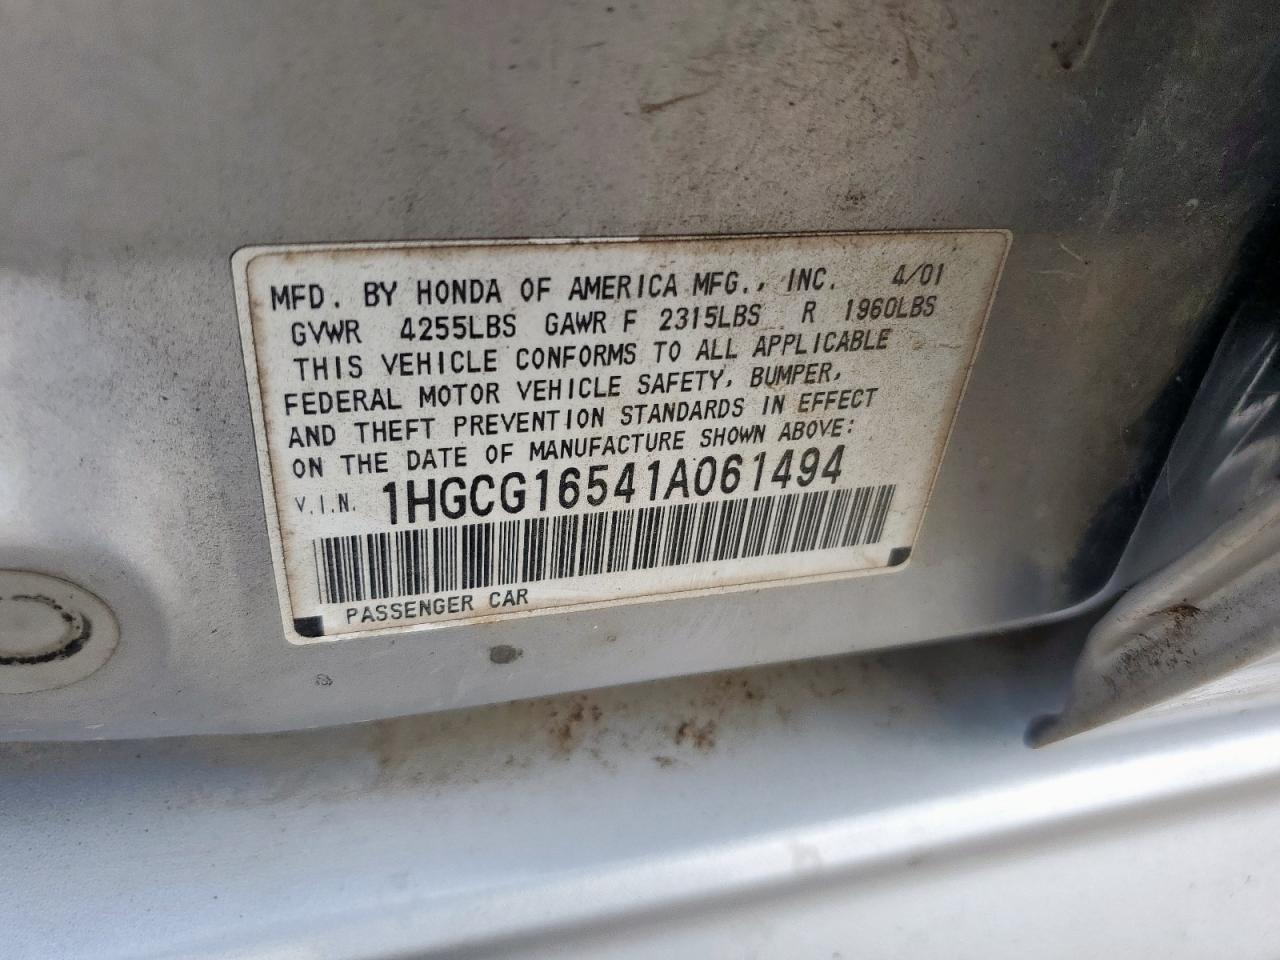 MFD. BY HONDA OF AMERICA MFG., INC. 4/01
GVWR 4255LBS GAWR F 2315LBS R 1960LBS
THIS VEHICLE CONFORMS TO ALL APPLICABLE
FEDERAL MOTOR VEHICLE SAFETY, BUMPER,
AND THEFT PREVENTION STANDARDS IN EFFECT
ON THE DATE OF MANUFACTURE SHOWN ABOVE:
V.I.N. 1HGCG16541A061494
PASSENGER CAR